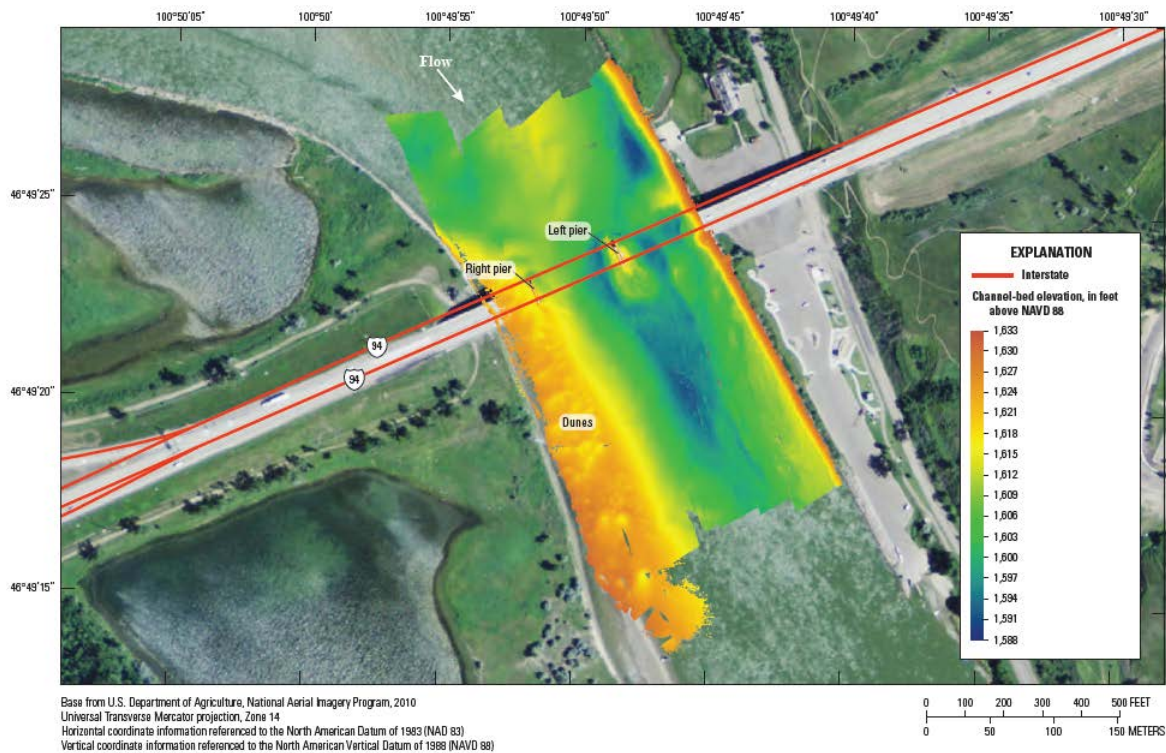 100°50'05" 100°50' 100°49'55" 100°49'50" 100°49'45" 100°49'40" 100°49'35" 100°49'30"
Flow
46°49'25"
Left pier
Right pier
94
94
46°49'20"
Dunes
46°49'15"
EXPLANATION
Interstate
Channel-bed elevation, in feet
above NAVD 88
1,633
1,630
1,636
1,624
1,621
1,618
1,615
1,612
1,609
1,606
1,603
1,600
1,597
1,594
1,591
1,588
Base from U.S. Department of Agriculture, National Aerial Imagery Program, 2010
Universal Transverse Mercator projection, Zone 14
Horizontal coordinate information referenced to the North American Datum of 1983 (NAD 83)
Vertical coordinate information referenced to the North American Vertical Datum of 1988 (NAVD 88)
0 100 200 300 400 500 FEET
0 50 100 150 METERS